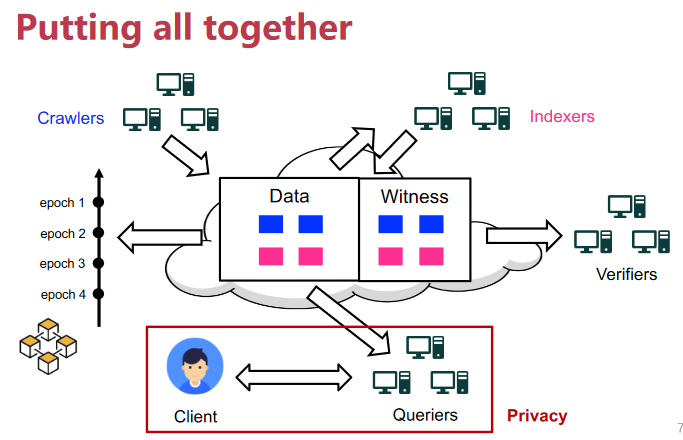 Putting all together
Crawlers
Indexers
Data
Witness
epoch 1
epoch 2
epoch 3
epoch 4
Verifiers
Client
Queriers
Privacy
7